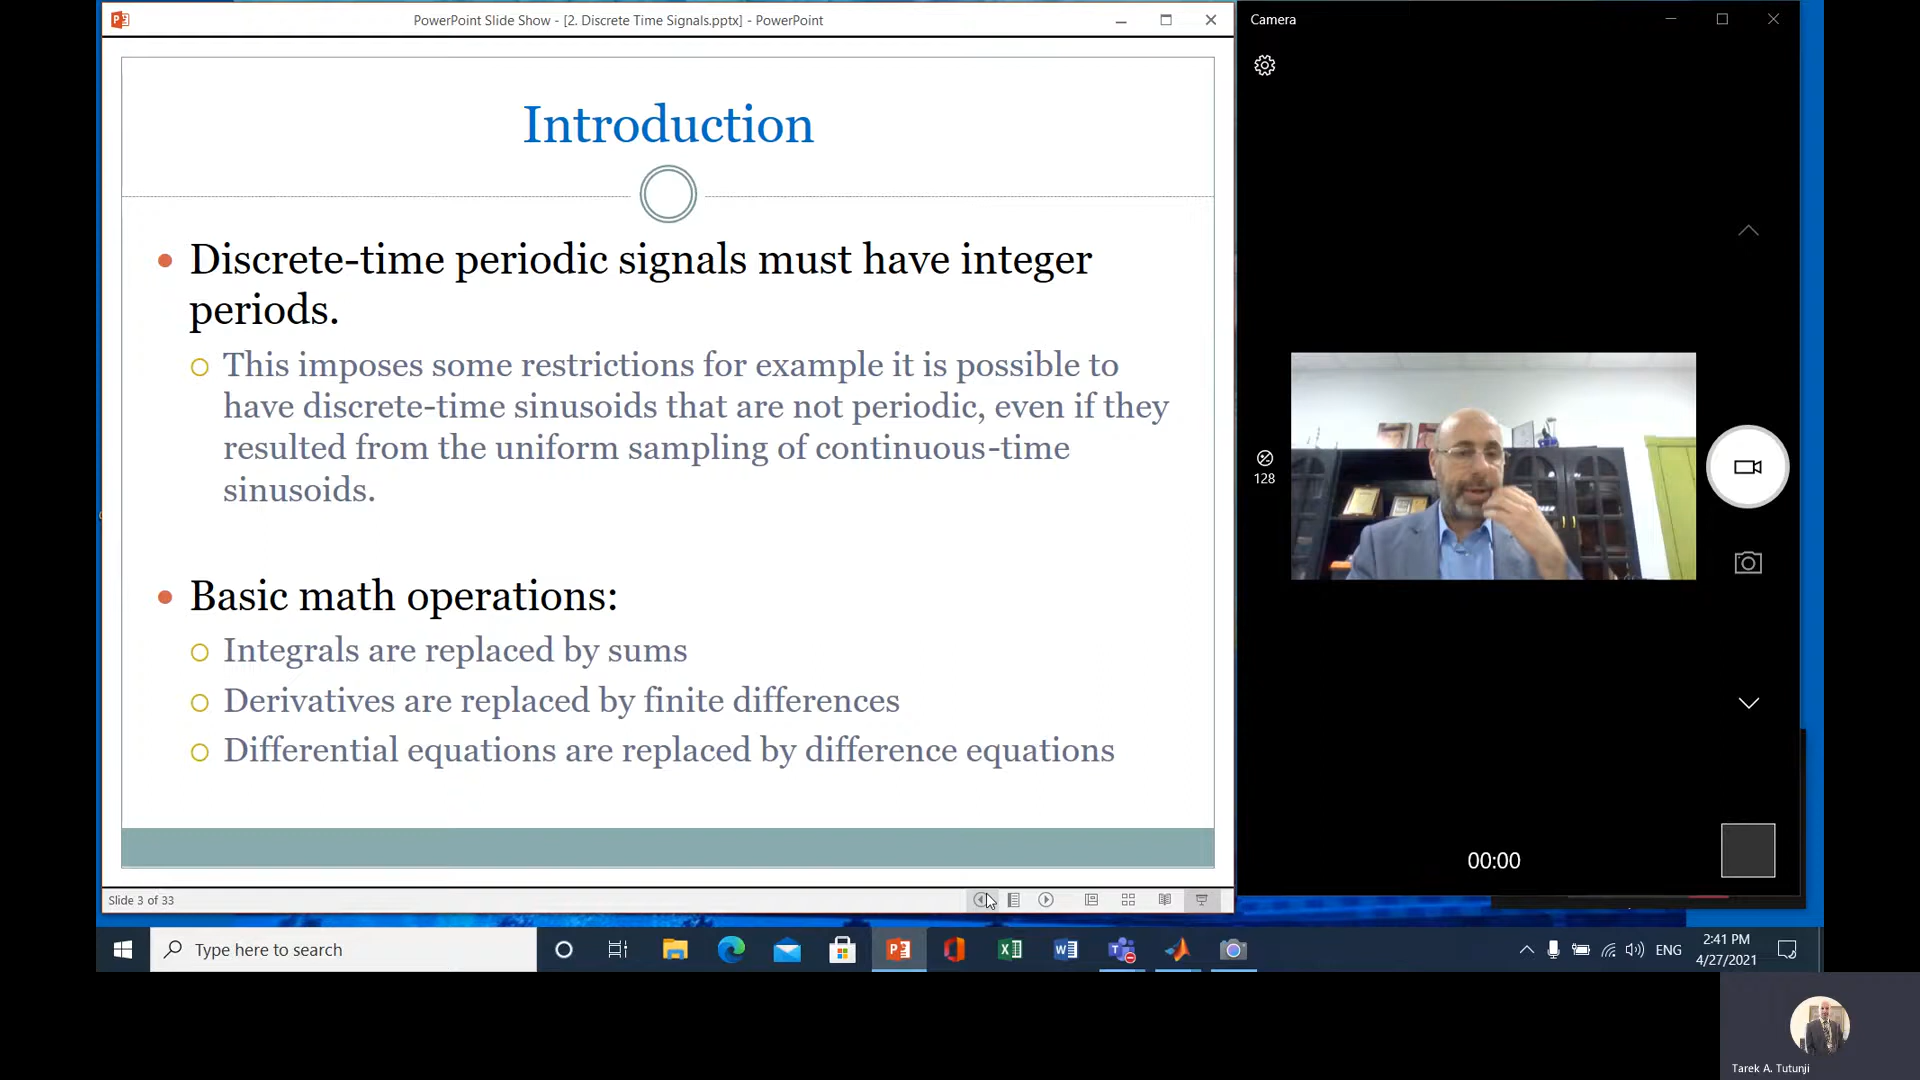 PowerPoint Slide Show - [2. Discrete Time Signals.pptx] - PowerPoint
Camera
Introduction
Discrete-time periodic signals must have integer
periods.
This imposes some restrictions for example it is possible to
have discrete-time sinusoids that are not periodic, even if they
resulted from the uniform sampling of continuous-time
sinusoids.
Basic math operations:
Integrals are replaced by sums
Derivatives are replaced by finite differences
Differential equations are replaced by difference equations
128
00:00
Slide 3 of 33
Type here to search
ENG
2:41 PM
4/27/2021
Tarek A. Tutunji